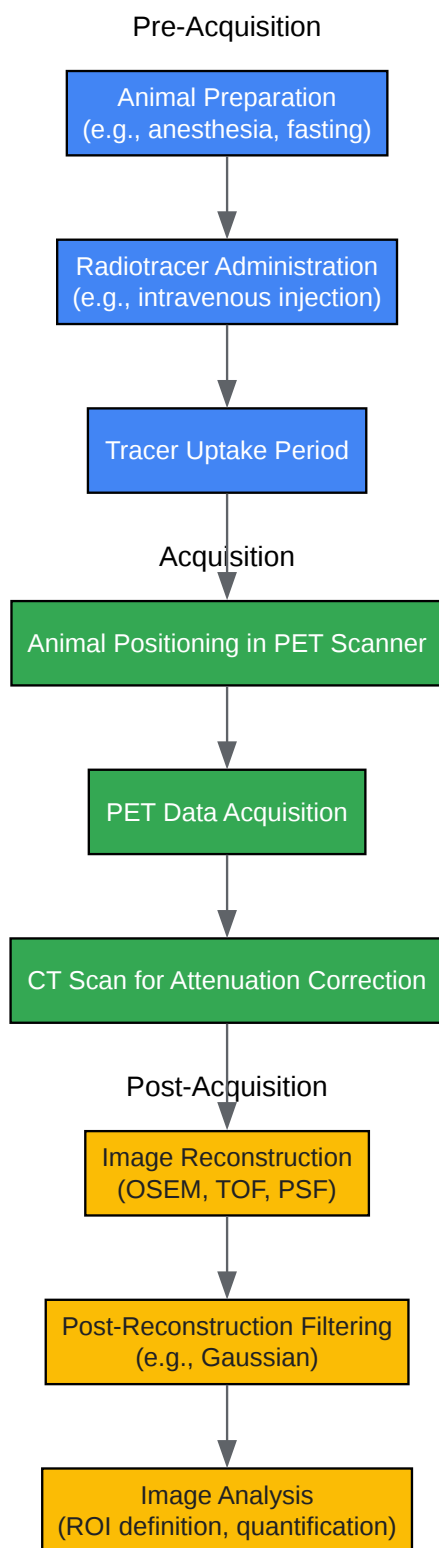 Pre-Acquisition
Animal Preparation
(e.g., anesthesia, fasting)
Radiotracer Administration
(e.g., intravenous injection)
Tracer Uptake Period
Acquisition
Animal Positioning in PET Scanner
PET Data Acquisition
CT Scan for Attenuation Correction
Post-Acquisition
Image Reconstruction
(OSEM, TOF, PSF)
Post-Reconstruction Filtering
(e.g., Gaussian)
Image Analysis
(ROI definition, quantification)